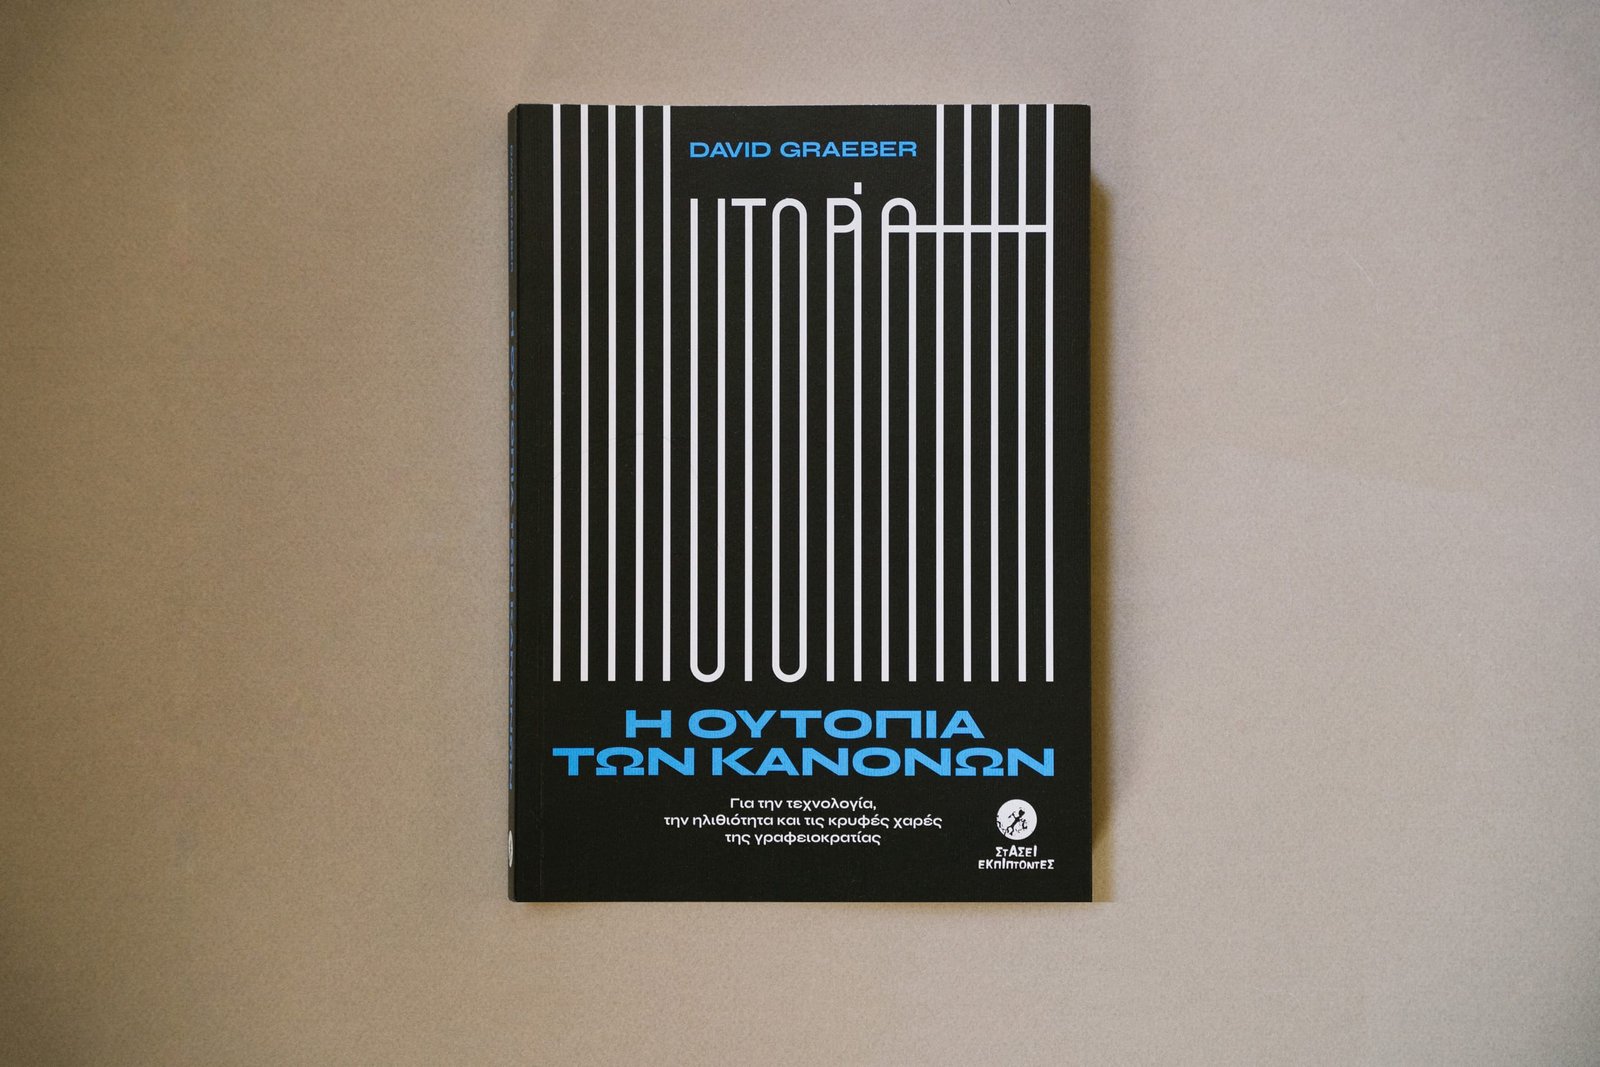 DAVID GRAEBER
UTOPIA
Η ΟΥΤΟΠΙΑ
ΤΩΝ ΚΑΝΟΝΩΝ
Για την τεχνολογία,
την ηλιθιότητα και τις κρυφές χαρές
της γραφειοκρατίας
ΣΤΑΣΕΙ
ΕΚΠΙΠΤΟΝΤΕΣ